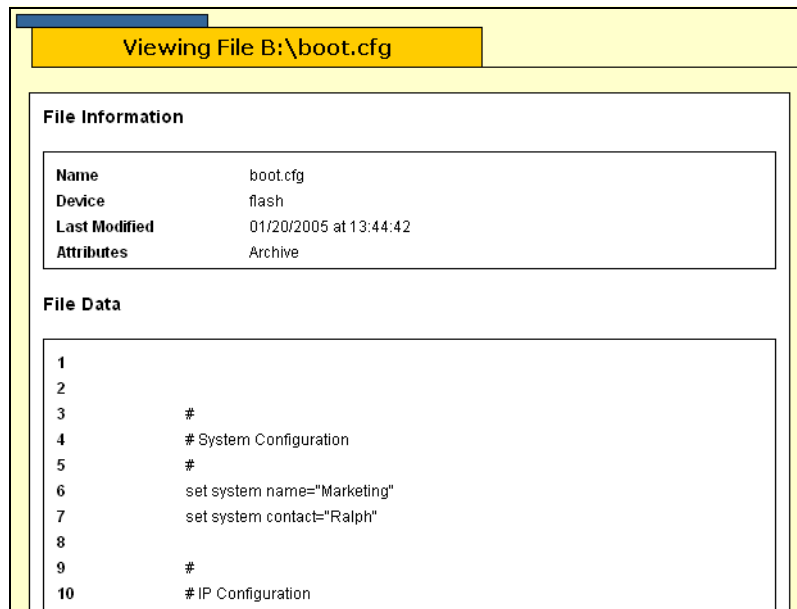 Viewing File B:\boot.cfg
File Information
Name boot.cfg
Device flash
Last Modified 01/20/2005 at 13:44:42
Attributes Archive
File Data
1
2
3 #
4 # System Configuration
5 #
6 set system name="Marketing"
7 set system contact="Ralph"
8
9 #
10 # IP Configuration